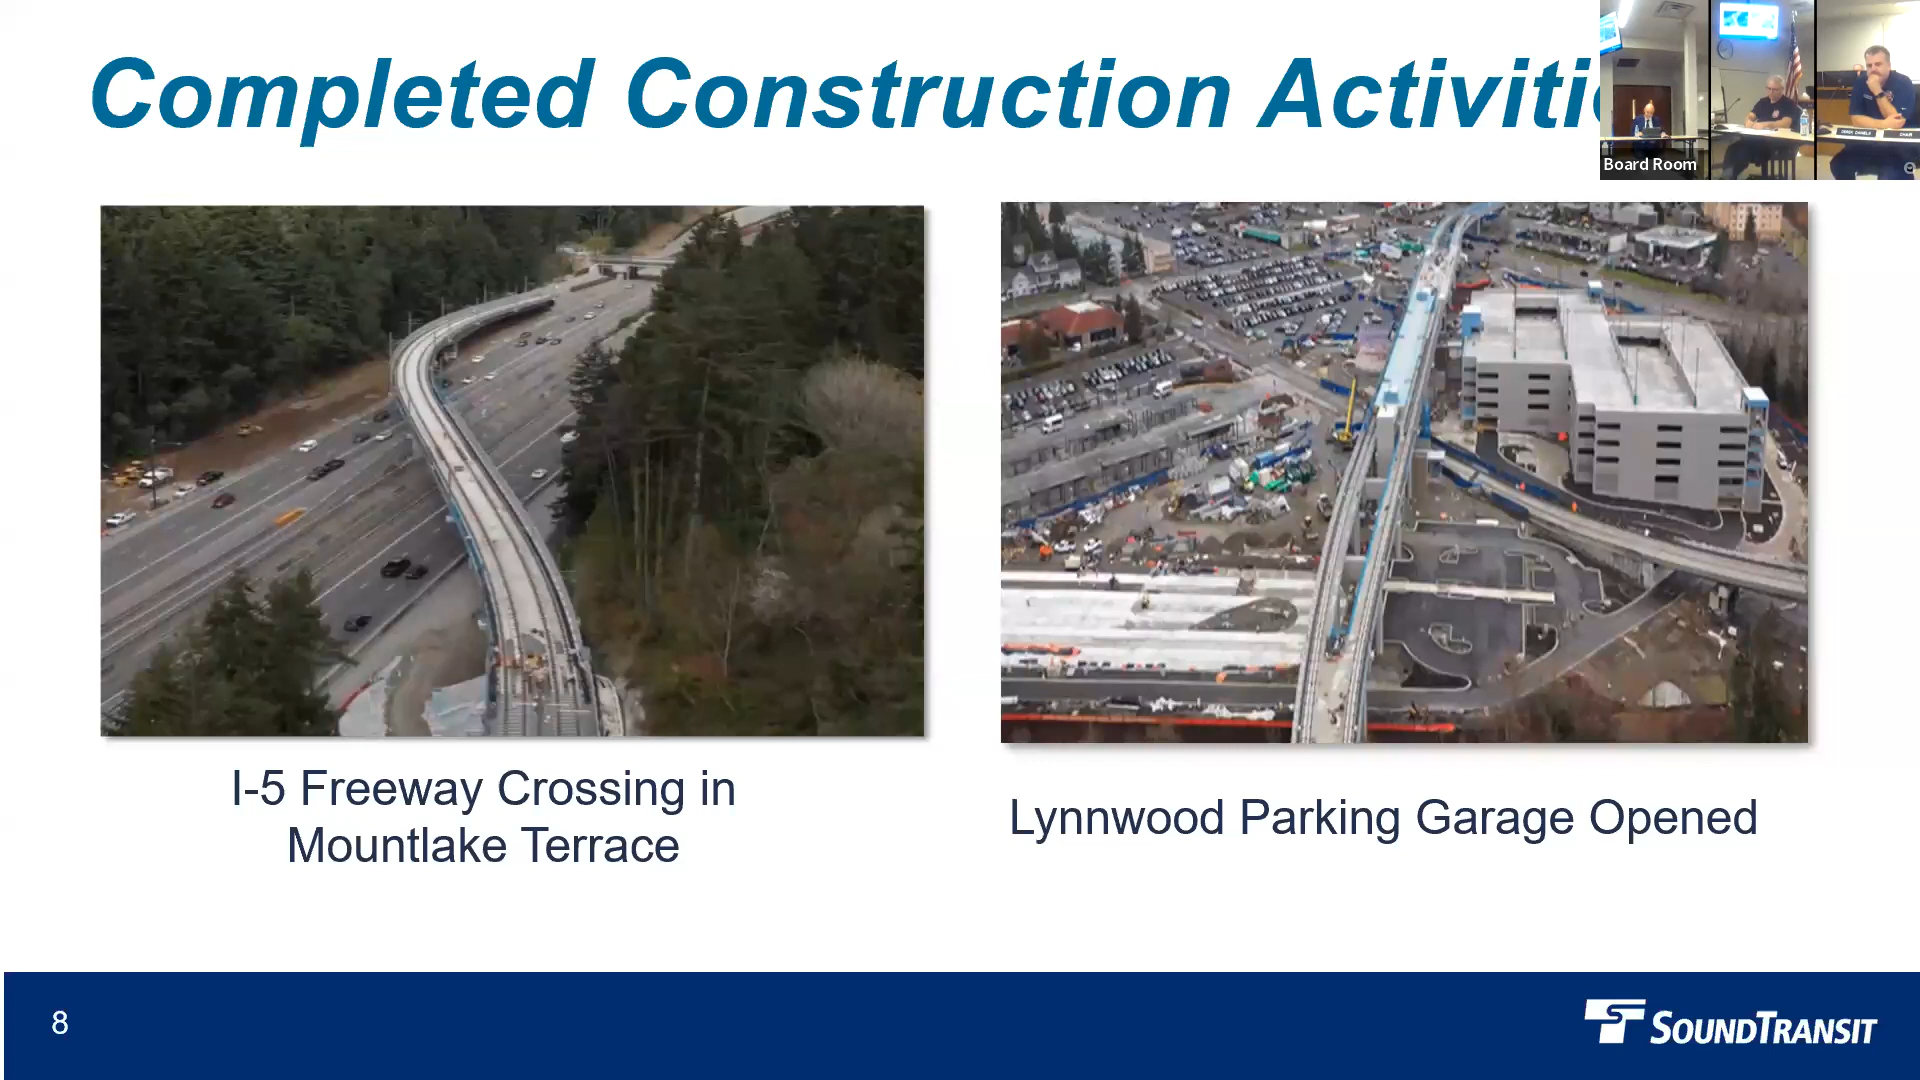 Completed Construction Activiti
Board Room
I-5 Freeway Crossing in
Mountlake Terrace
Lynnwood Parking Garage Opened
8
SOUNDTRANSIT